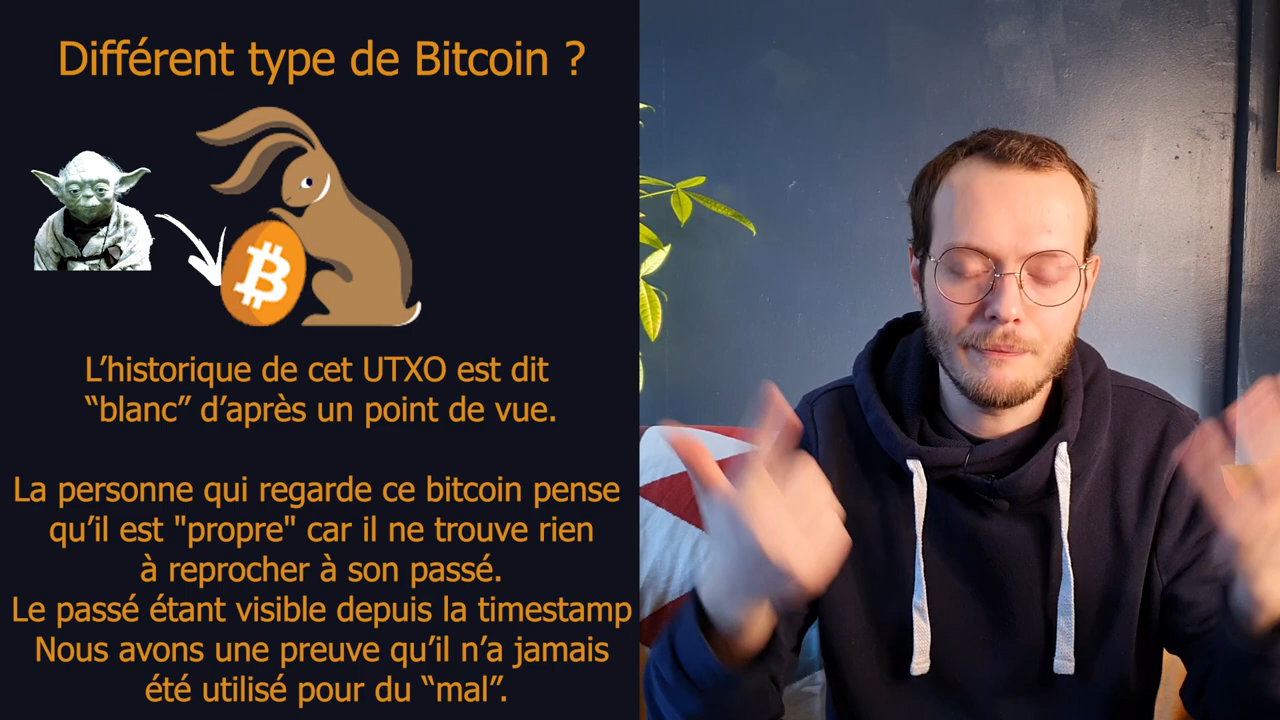 Différent type de Bitcoin ?
L’historique de cet UTXO est dit
“blanc” d’après un point de vue.
La personne qui regarde ce bitcoin pense
qu’il est "propre" car il ne trouve rien
à reprocher à son passé.
Le passé étant visible depuis la timestamp
Nous avons une preuve qu’il n’a jamais
été utilisé pour du “mal”.